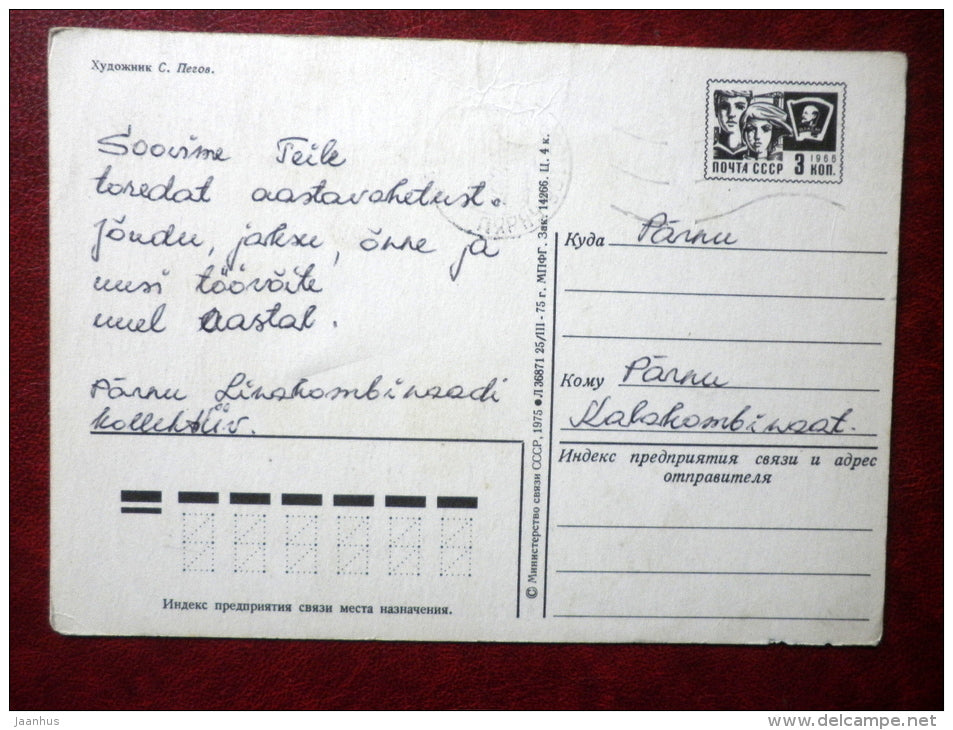 Художник С. Пегов.
Soovime Teile
toredat aastavahetust.
Jõudu, jaksu, õnne ja
uusi töövõite
uuel aastal.
Pärnu Linakombinaadi
kollektiiv.
Индекс предприятия связи места назначения.
© Министерство связи СССР, 1975 ● Л 36871 25/III - 75 г. МПФГ. Зак. 14266. Ц. 4 к.
ПОЧТА СССР 3 КОП.
1966
Куда Pärnu
Кому Pärnu
Kalakombinaat.
Индекс предприятия связи и адрес
отправителя
Jaanhus
www.delcampe.net